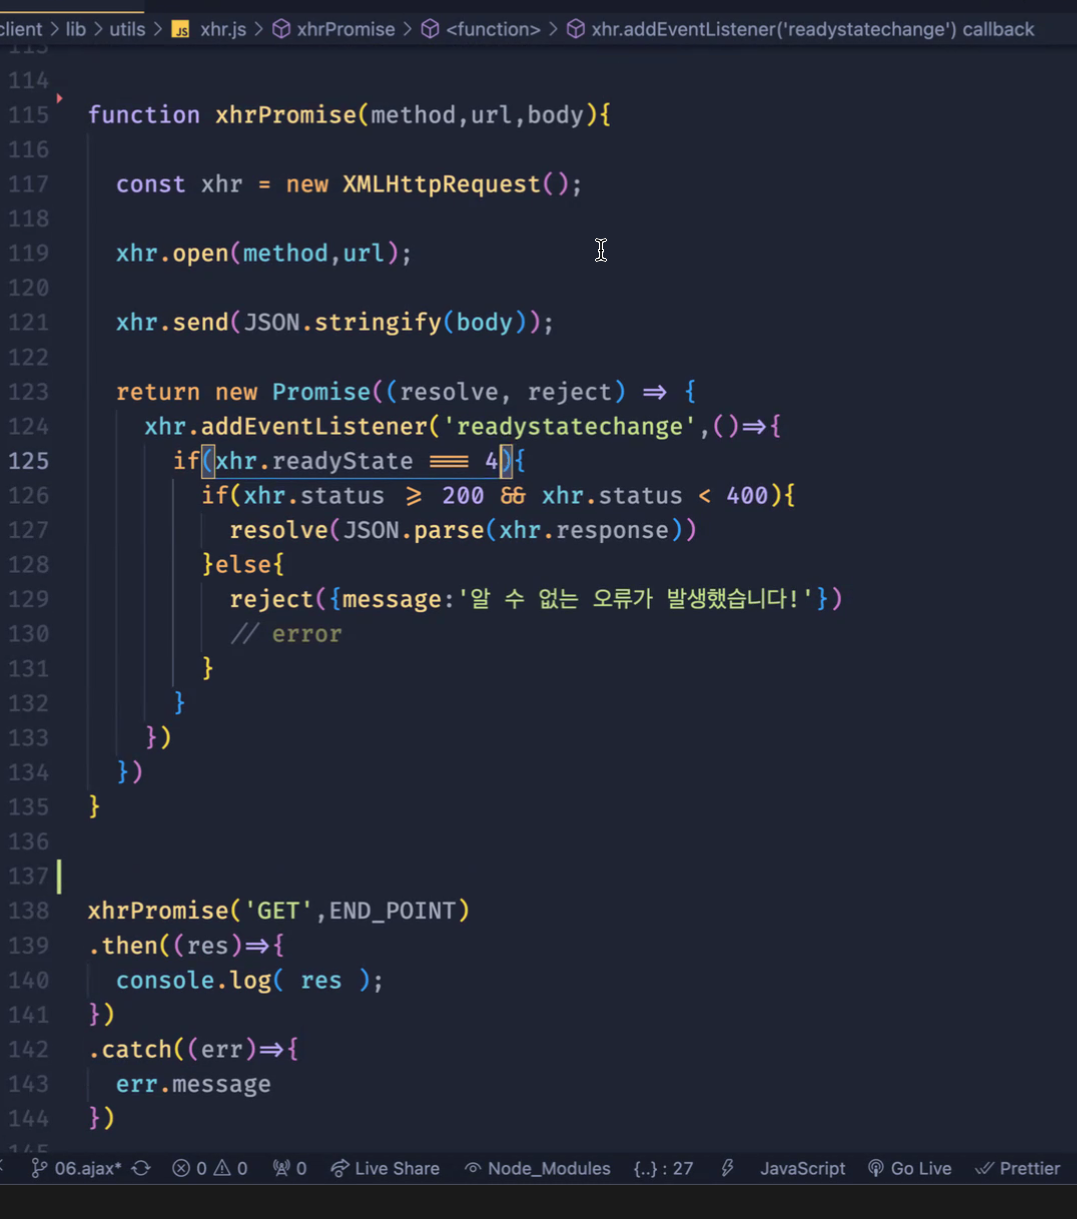 client > lib > utils > JS xhr.js > xhrPromise > <function> > xhr.addEventListener('readystatechange') callback
113
114
115 function xhrPromise(method,url,body){
116
117 const xhr = new XMLHttpRequest();
118
119 xhr.open(method,url);
120
121 xhr.send(JSON.stringify(body));
122
123 return new Promise((resolve, reject) => {
124 xhr.addEventListener('readystatechange',()=>{
125 if(xhr.readyState === 4){
126 if(xhr.status >= 200 && xhr.status < 400){
127 resolve(JSON.parse(xhr.response))
128 }else{
129 reject({message:'알 수 없는 오류가 발생했습니다!'})
130 // error
131 }
132 }
133 })
134 })
135 }
136
137
138 xhrPromise('GET',END_POINT)
139 .then((res)=>{
140 console.log( res );
141 })
142 .catch((err)=>{
143 err.message
144 })
145
06.ajax* 0 0 0 Live Share Node_Modules {..} : 27 JavaScript Go Live Prettier